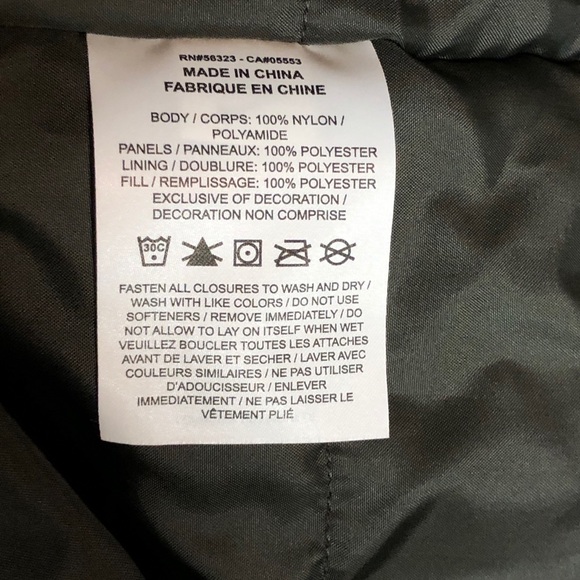 RN#56323 - CA#05553
MADE IN CHINA
FABRIQUE EN CHINE
BODY / CORPS: 100% NYLON /
POLYAMIDE
PANELS / PANNEAUX: 100% POLYESTER
LINING / DOUBLURE: 100% POLYESTER
FILL / REMPLISSAGE: 100% POLYESTER
EXCLUSIVE OF DECORATION /
DECORATION NON COMPRISE
30C
FASTEN ALL CLOSURES TO WASH AND DRY /
WASH WITH LIKE COLORS / DO NOT USE
SOFTENERS / REMOVE IMMEDIATELY / DO
NOT ALLOW TO LAY ON ITSELF WHEN WET
VEUILLEZ BOUCLER TOUTES LES ATTACHES
AVANT DE LAVER ET SECHER / LAVER AVEC
COULEURS SIMILAIRES / NE PAS UTILISER
D'ADOUCISSEUR / ENLEVER
IMMEDIATEMENT / NE PAS LAISSER LE
VÊTEMENT PLIÉ